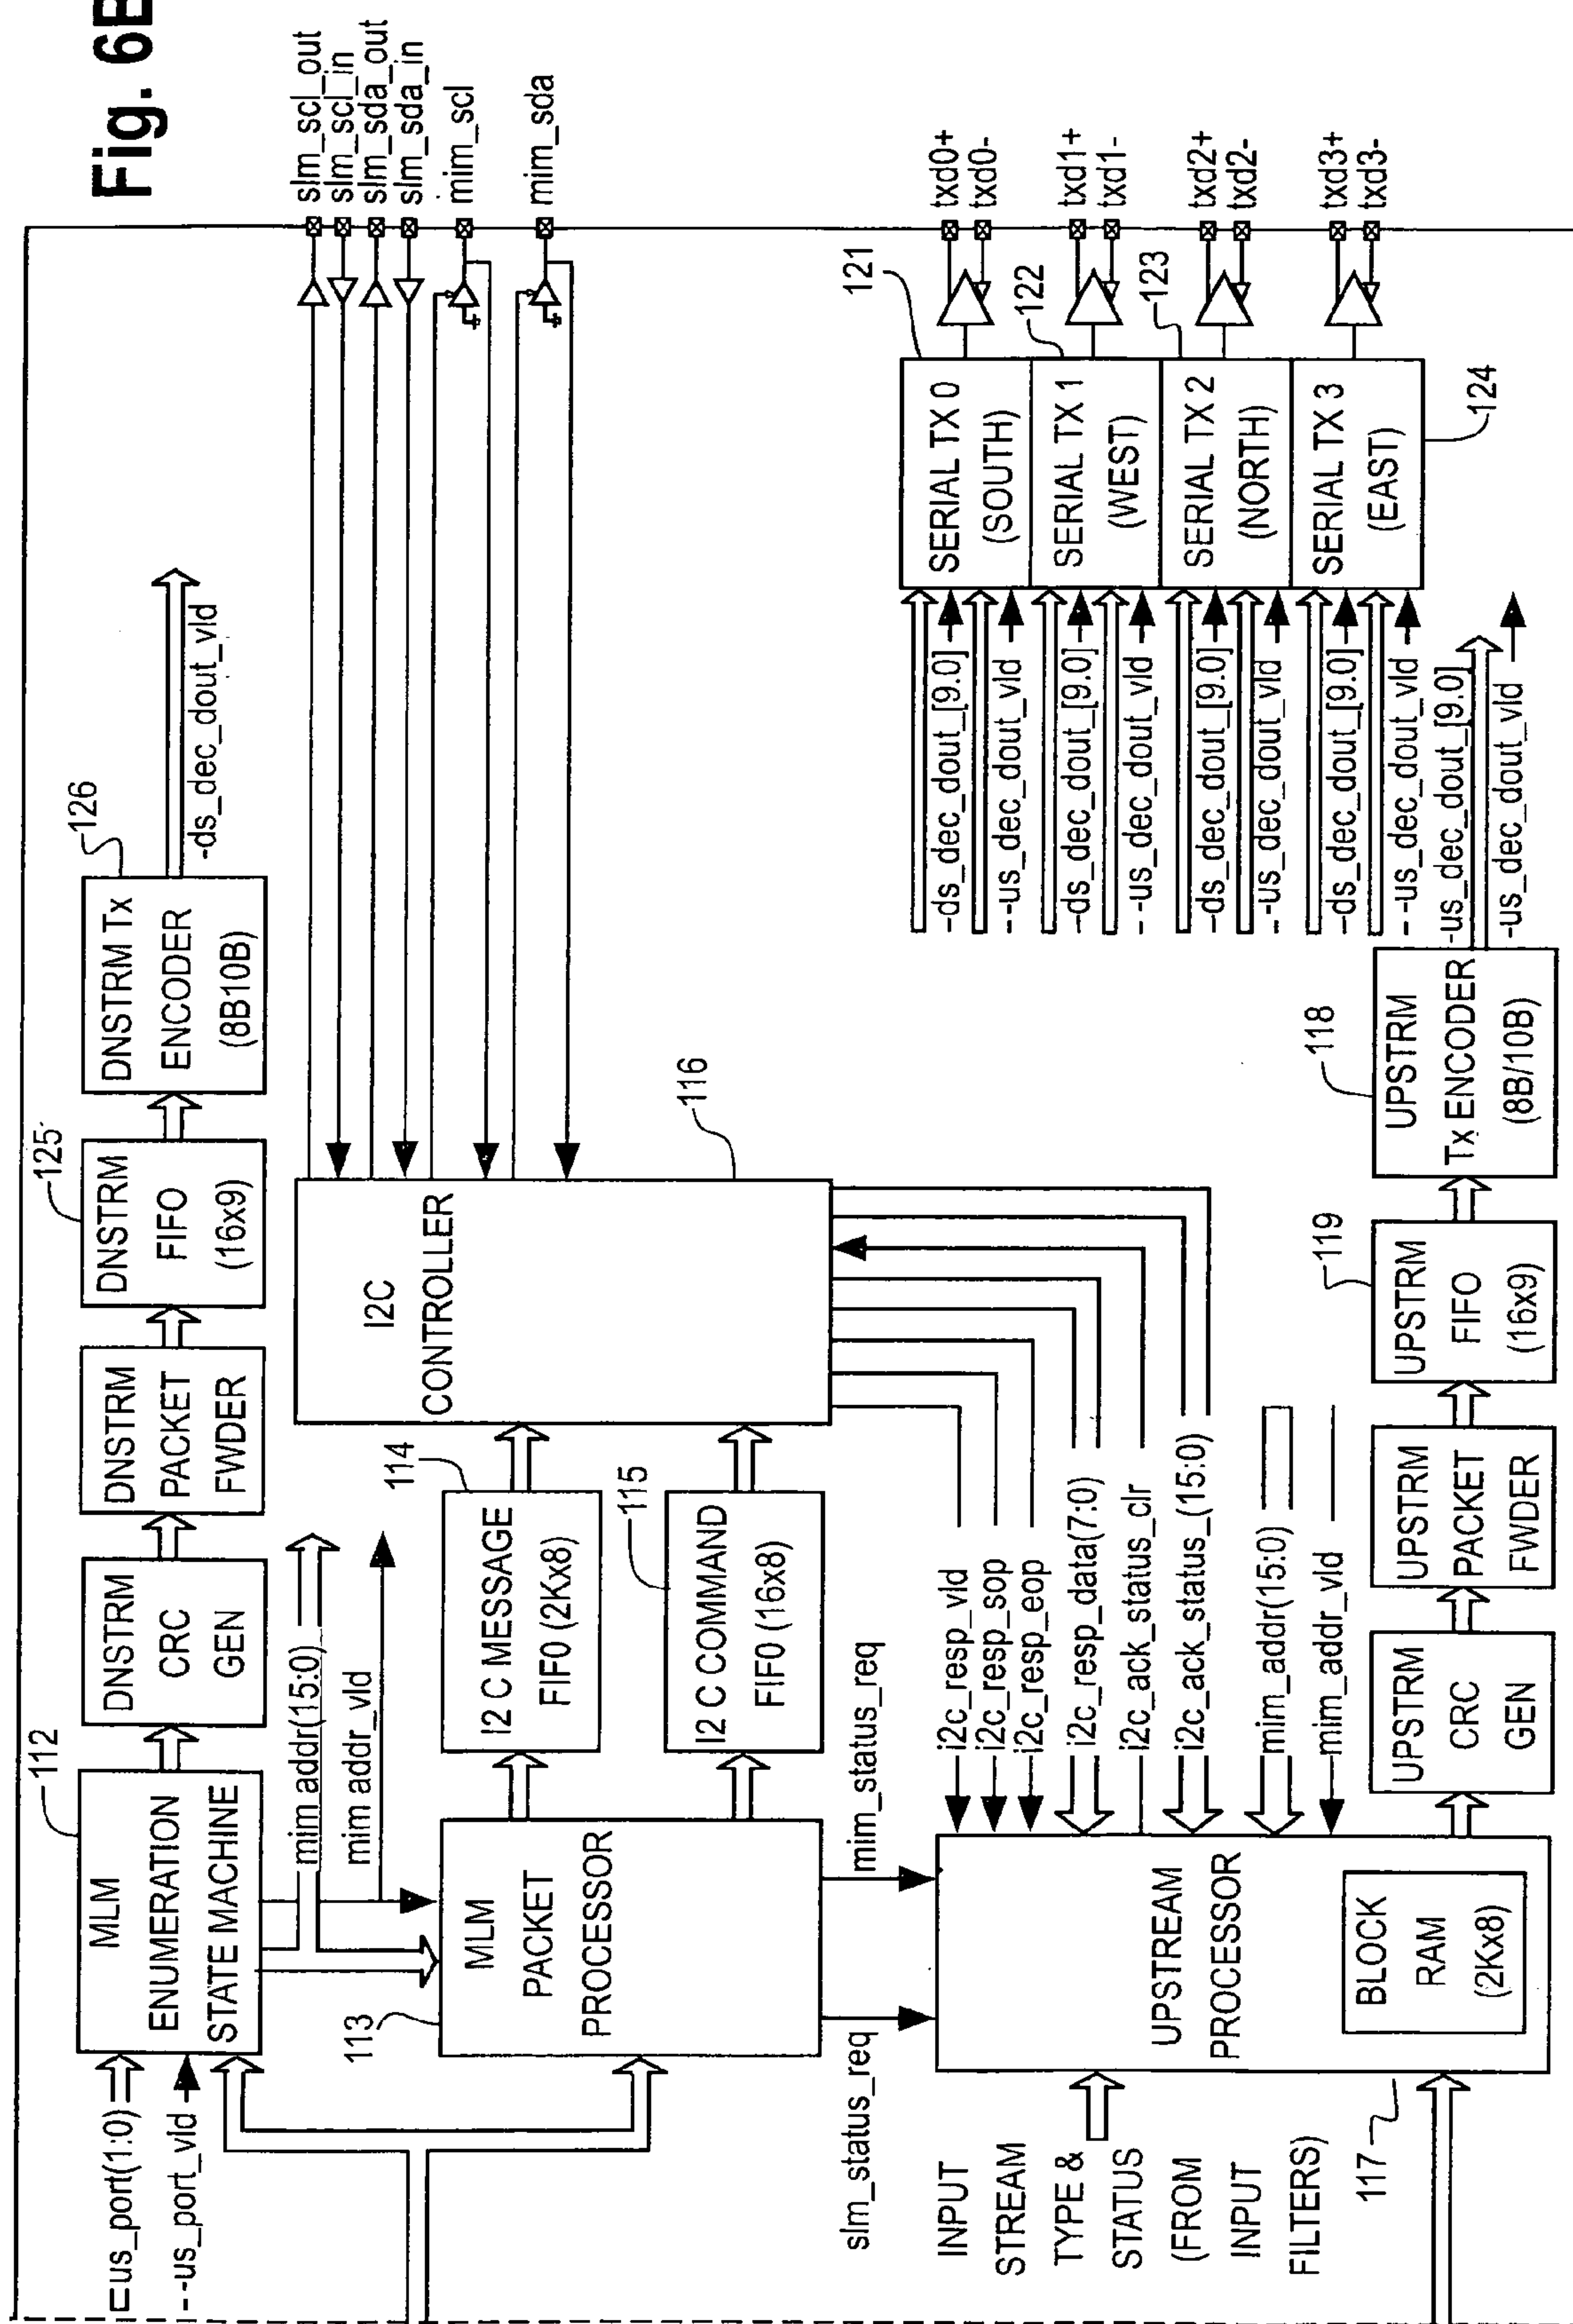 Fig. 6B
us_port(1:0)
--us_port_vld
MLM
ENUMERATION
STATE MACHINE
112
DNSTRM
CRC
GEN
DNSTRM
PACKET
FWDER
DNSTRM
FIFO
(16x9)
125
DNSTRM Tx
ENCODER
(8B10B)
126
-ds_dec_dout_vld
mim addr(15:0)
mim addr_vld
slm_scl_out
slm_scl_in
slm_sda_out
slm_sda_in
mim_scl
mim_sda
113
MLM
PACKET
PROCESSOR
I2 C MESSAGE
FIFO (2Kx8)
114
I2 C COMMAND
FIFO (16x8)
115
I2C
CONTROLLER
116
slm_status_req
mim_status_req
i2c_resp_vld
i2c_resp_sop
i2c_resp_eop
i2c_resp_data(7:0)
i2c_ack_status_clr
i2c_ack_status_(15:0)
mim_addr(15:0)
mim_addr_vld
INPUT
STREAM
TYPE &
STATUS
(FROM
INPUT
FILTERS)
117
UPSTREAM
PROCESSOR
BLOCK
RAM
(2Kx8)
UPSTRM
CRC
GEN
UPSTRM
PACKET
FWDER
UPSTRM
FIFO
(16x9)
119
UPSTRM
Tx ENCODER
(8B/10B)
118
-us_dec_dout_[9.0]
-us_dec_dout_vld
-ds_dec_dout_[9.0]
--us_dec_dout_vld
-ds_dec_dout_[9.0]
--us_dec_dout_vld
-ds_dec_dout_[9.0]
--us_dec_dout_vld
-ds_dec_dout_[9.0]
--us_dec_dout_vld
SERIAL TX 0
(SOUTH)
121
SERIAL TX 1
(WEST)
122
SERIAL TX 2
(NORTH)
123
SERIAL TX 3
(EAST)
124
txd0+
txd0-
txd1+
txd1-
txd2+
txd2-
txd3+
txd3-